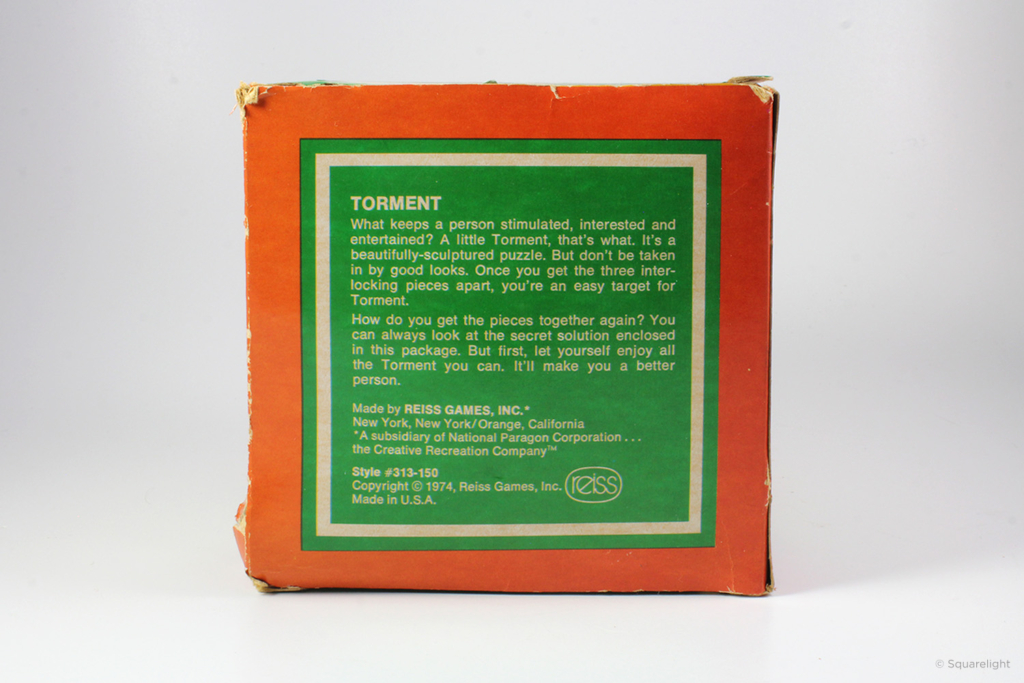 TORMENT
What keeps a person stimulated, interested and
entertained? A little Torment, that's what. It's a
beautifully-sculptured puzzle. But don't be taken
in by good looks. Once you get the three inter-
locking pieces apart, you're an easy target for
Torment.
How do you get the pieces together again? You
can always look at the secret solution enclosed
in this package. But first, let yourself enjoy all
the Torment you can. It'll make you a better
person.
Made by REISS GAMES, INC.*
New York, New York/Orange, California
*A subsidiary of National Paragon Corporation . . .
the Creative Recreation Company™
Style #313-150
Copyright © 1974, Reiss Games, Inc. reiss
Made in U.S.A.
© Squarelight